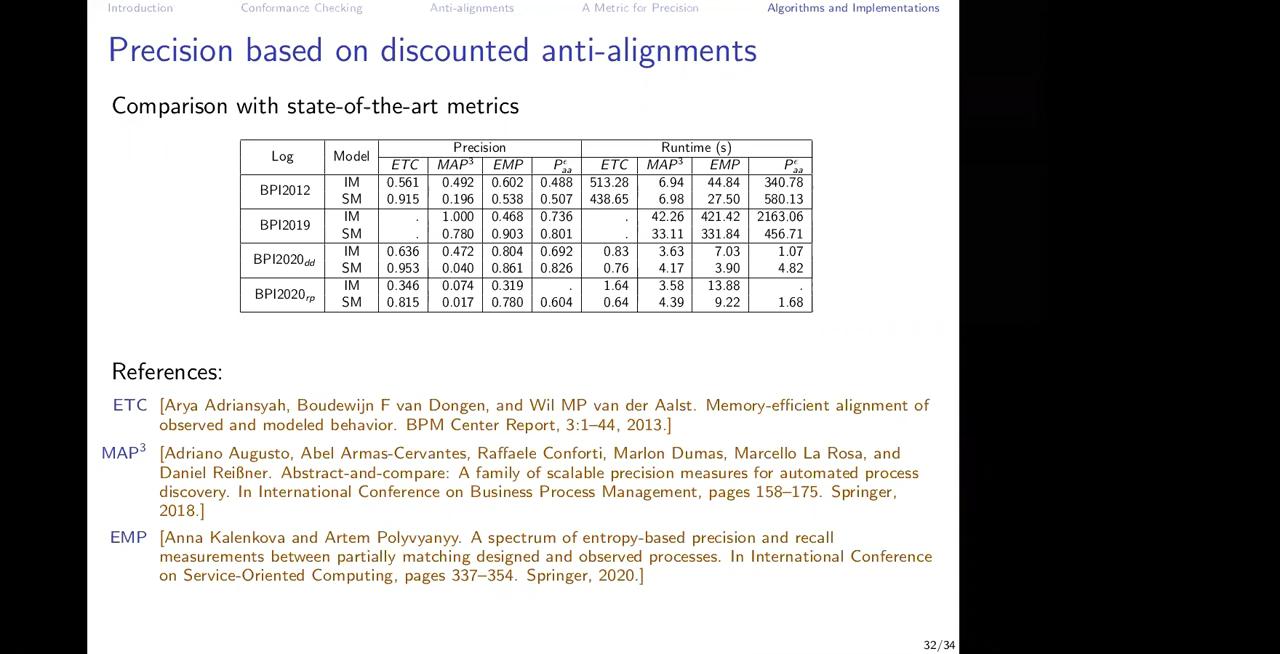 Introduction Conformance Checking Anti-alignments A Metric for Precision Algorithms and Implementations
Precision based on discounted anti-alignments
Comparison with state-of-the-art metrics
Log Model Precision Runtime (s)
ETC MAP³ EMP Pᵋaa ETC MAP³ EMP Pᵋaa
BPI2012 IM 0.561 0.492 0.602 0.488 513.28 6.94 44.84 340.78
SM 0.915 0.196 0.538 0.507 438.65 6.98 27.50 580.13
BPI2019 IM . 1.000 0.468 0.736 . 42.26 421.42 2163.06
SM . 0.780 0.903 0.801 . 33.11 331.84 456.71
BPI2020dd IM 0.636 0.472 0.804 0.692 0.83 3.63 7.03 1.07
SM 0.953 0.040 0.861 0.826 0.76 4.17 3.90 4.82
BPI2020rp IM 0.346 0.074 0.319 . 1.64 3.58 13.88 .
SM 0.815 0.017 0.780 0.604 0.64 4.39 9.22 1.68
References:
ETC [Arya Adriansyah, Boudewijn F van Dongen, and Wil MP van der Aalst. Memory-efficient alignment of
observed and modeled behavior. BPM Center Report, 3:1–44, 2013.]
MAP³ [Adriano Augusto, Abel Armas-Cervantes, Raffaele Conforti, Marlon Dumas, Marcello La Rosa, and
Daniel Reißner. Abstract-and-compare: A family of scalable precision measures for automated process
discovery. In International Conference on Business Process Management, pages 158–175. Springer,
2018.]
EMP [Anna Kalenkova and Artem Polyvyanyy. A spectrum of entropy-based precision and recall
measurements between partially matching designed and observed processes. In International Conference
on Service-Oriented Computing, pages 337–354. Springer, 2020.]
32/34